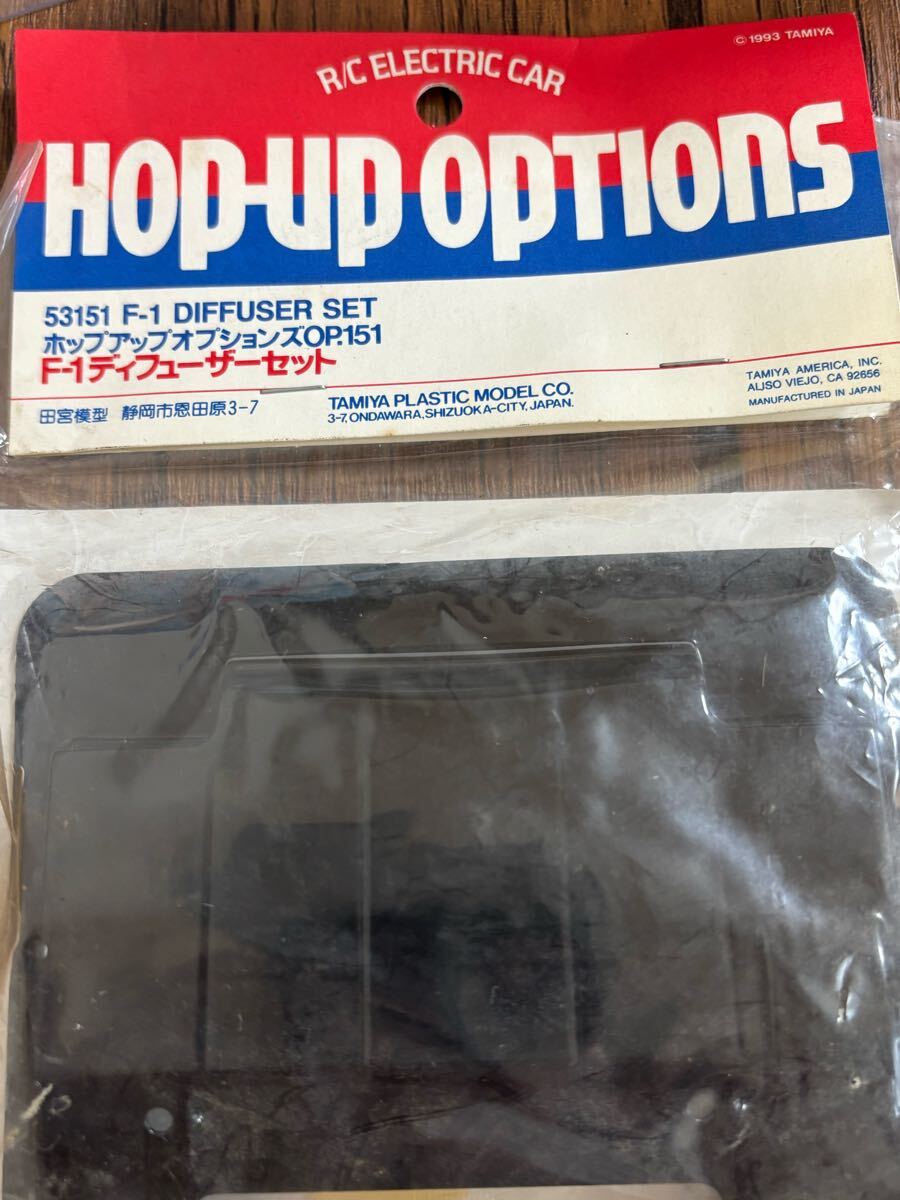 © 1993 TAMIYA
R/C ELECTRIC CAR
HOP-UP OPTIONS
53151 F-1 DIFFUSER SET
ホップアップオプションズOP.151
F-1ディフューザーセット
田宮模型 静岡市恩田原3-7
TAMIYA PLASTIC MODEL CO.
3-7, ONDAWARA, SHIZUOKA-CITY, JAPAN.
TAMIYA AMERICA, INC.
ALISO VIEJO, CA 92656
MANUFACTURED IN JAPAN